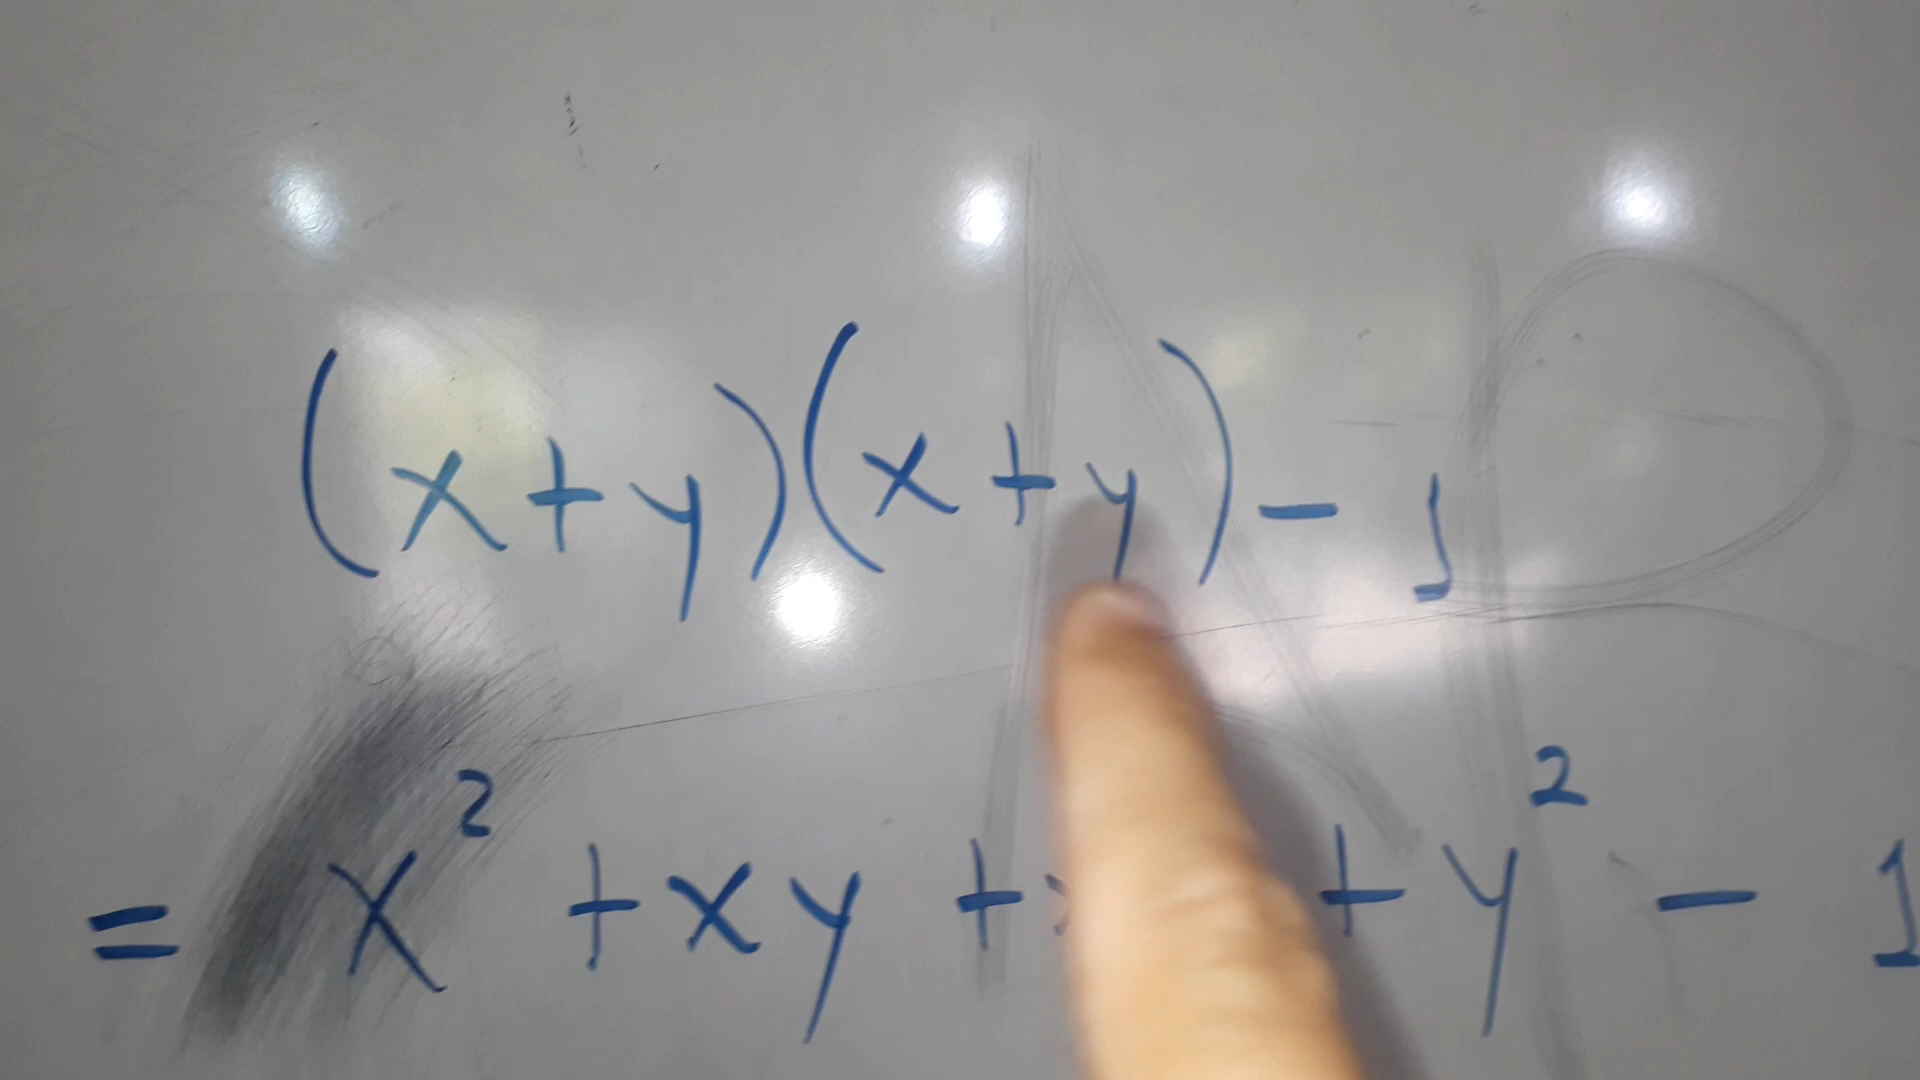 (x+y)(x+y)-1
= x² + xy + + y² - 1